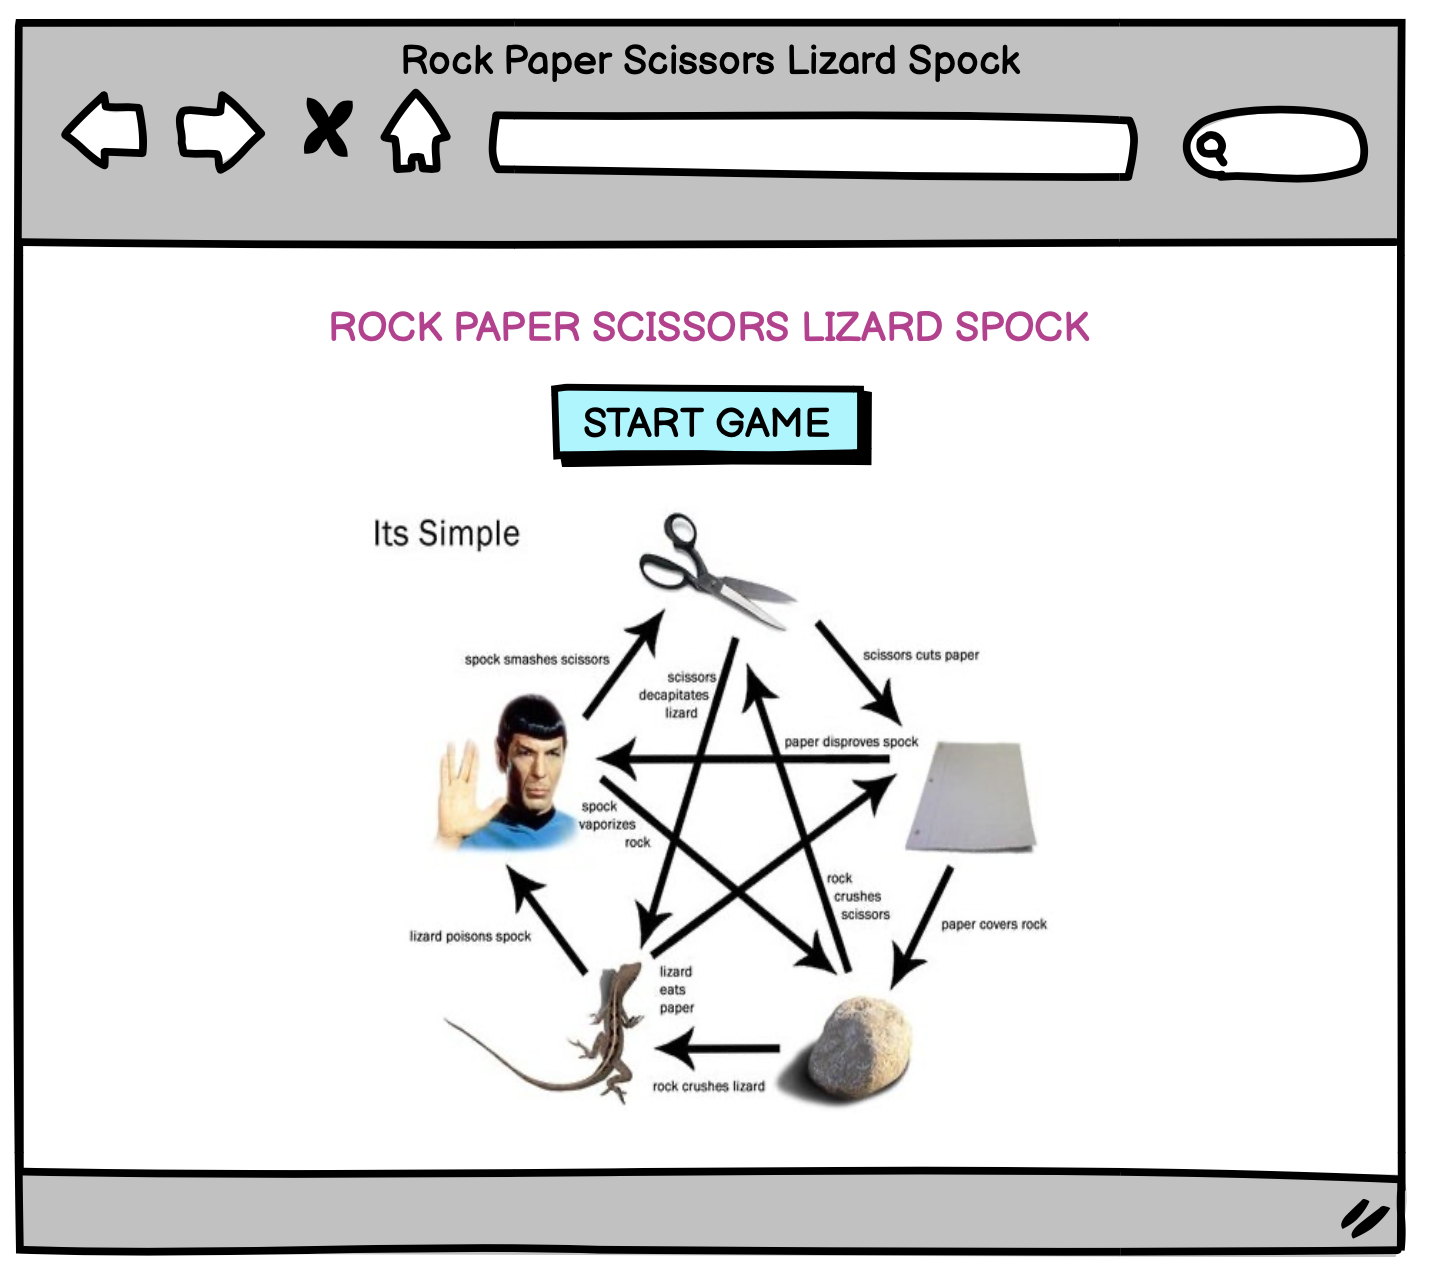 Rock Paper Scissors Lizard Spock
ROCK PAPER SCISSORS LIZARD SPOCK
START GAME
Its Simple
spock smashes scissors
scissors cuts paper
scissors
decapitates
lizard
paper disproves spock
spock
vaporizes
rock
rock
crushes
scissors
paper covers rock
lizard poisons spock
lizard
eats
paper
rock crushes lizard